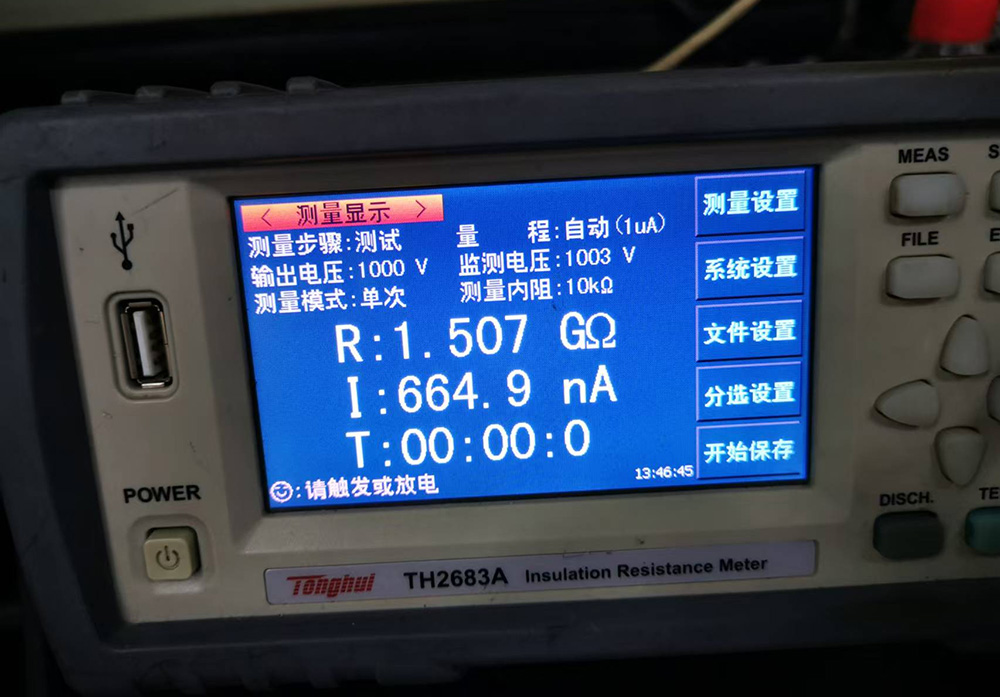 < 测量显示 >
测量步骤:测试 量 程:自动(1uA)
输出电压:1000 V 监测电压:1003 V
测量模式:单次 测量内阻:10kΩ
R:1.507 GΩ
I:664.9 nA
T:00:00:0
:请触发或放电
13:46:45
测量设置
系统设置
文件设置
分选设置
开始保存
MEAS
FILE
DISCH.
POWER
Tonghui TH2683A Insulation Resistance Meter